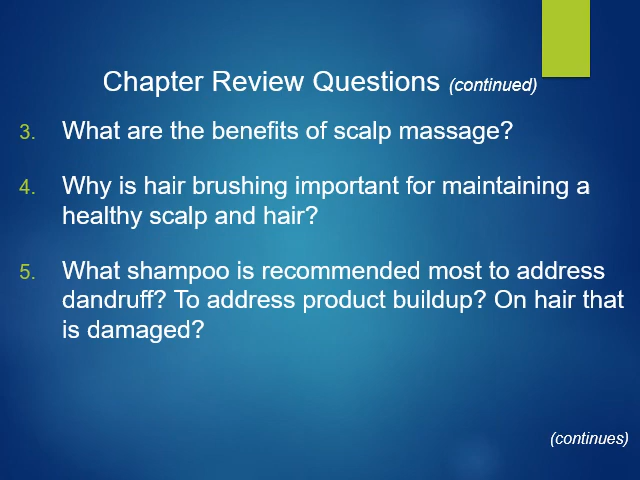 Chapter Review Questions (continued)
3. What are the benefits of scalp massage?
4. Why is hair brushing important for maintaining a
healthy scalp and hair?
5. What shampoo is recommended most to address
dandruff? To address product buildup? On hair that
is damaged?
(continues)